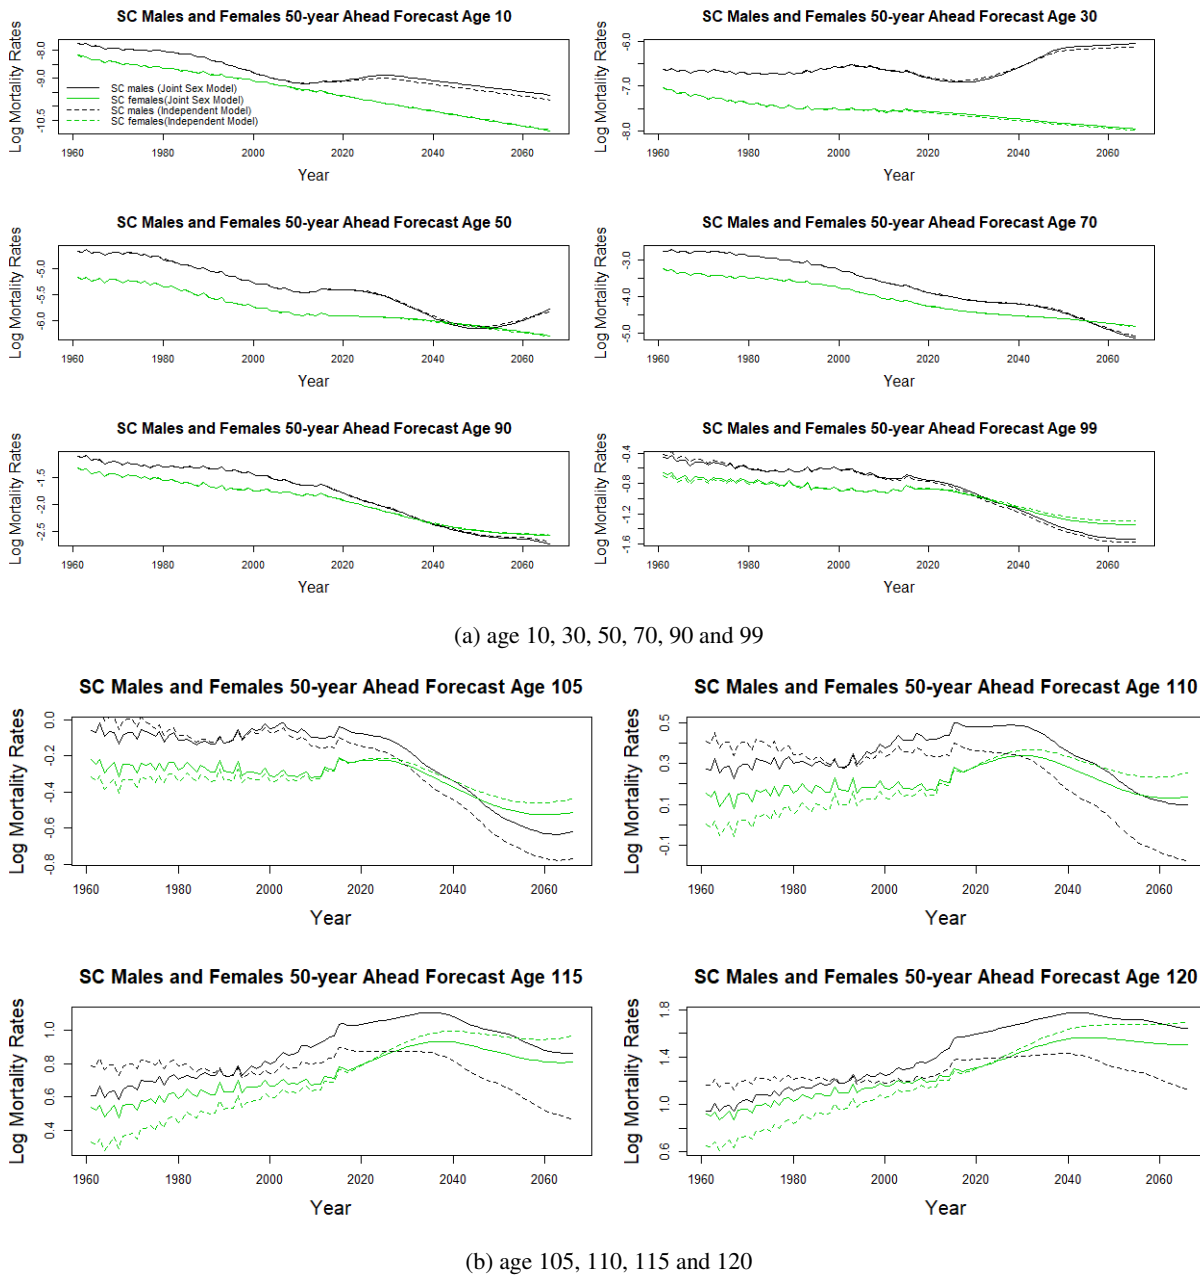 SC Males and Females 50-year Ahead Forecast Age 10
Log Mortality Rates
-8.0
-9.0
-10.5
SC males (Joint Sex Model)
SC females(Joint Sex Model)
SC males (Independent Model)
SC females(Independent Model)
1960 1980 2000 2020 2040 2060
Year
SC Males and Females 50-year Ahead Forecast Age 30
Log Mortality Rates
-6.0
-7.0
-8.0
1960 1980 2000 2020 2040 2060
Year
SC Males and Females 50-year Ahead Forecast Age 50
Log Mortality Rates
-5.0
-5.5
-6.0
1960 1980 2000 2020 2040 2060
Year
SC Males and Females 50-year Ahead Forecast Age 70
Log Mortality Rates
-3.0
-4.0
-5.0
1960 1980 2000 2020 2040 2060
Year
SC Males and Females 50-year Ahead Forecast Age 90
Log Mortality Rates
-1.5
-2.0
-2.5
1960 1980 2000 2020 2040 2060
Year
SC Males and Females 50-year Ahead Forecast Age 99
Log Mortality Rates
-0.4
-0.8
-1.2
-1.6
1960 1980 2000 2020 2040 2060
Year
(a) age 10, 30, 50, 70, 90 and 99
SC Males and Females 50-year Ahead Forecast Age 105
Log Mortality Rates
0.0
-0.2
-0.4
-0.6
-0.8
1960 1980 2000 2020 2040 2060
Year
SC Males and Females 50-year Ahead Forecast Age 110
Log Mortality Rates
0.5
0.3
0.1
-0.1
1960 1980 2000 2020 2040 2060
Year
SC Males and Females 50-year Ahead Forecast Age 115
Log Mortality Rates
1.0
0.8
0.6
0.4
1960 1980 2000 2020 2040 2060
Year
SC Males and Females 50-year Ahead Forecast Age 120
Log Mortality Rates
1.8
1.4
1.0
0.6
1960 1980 2000 2020 2040 2060
Year
(b) age 105, 110, 115 and 120